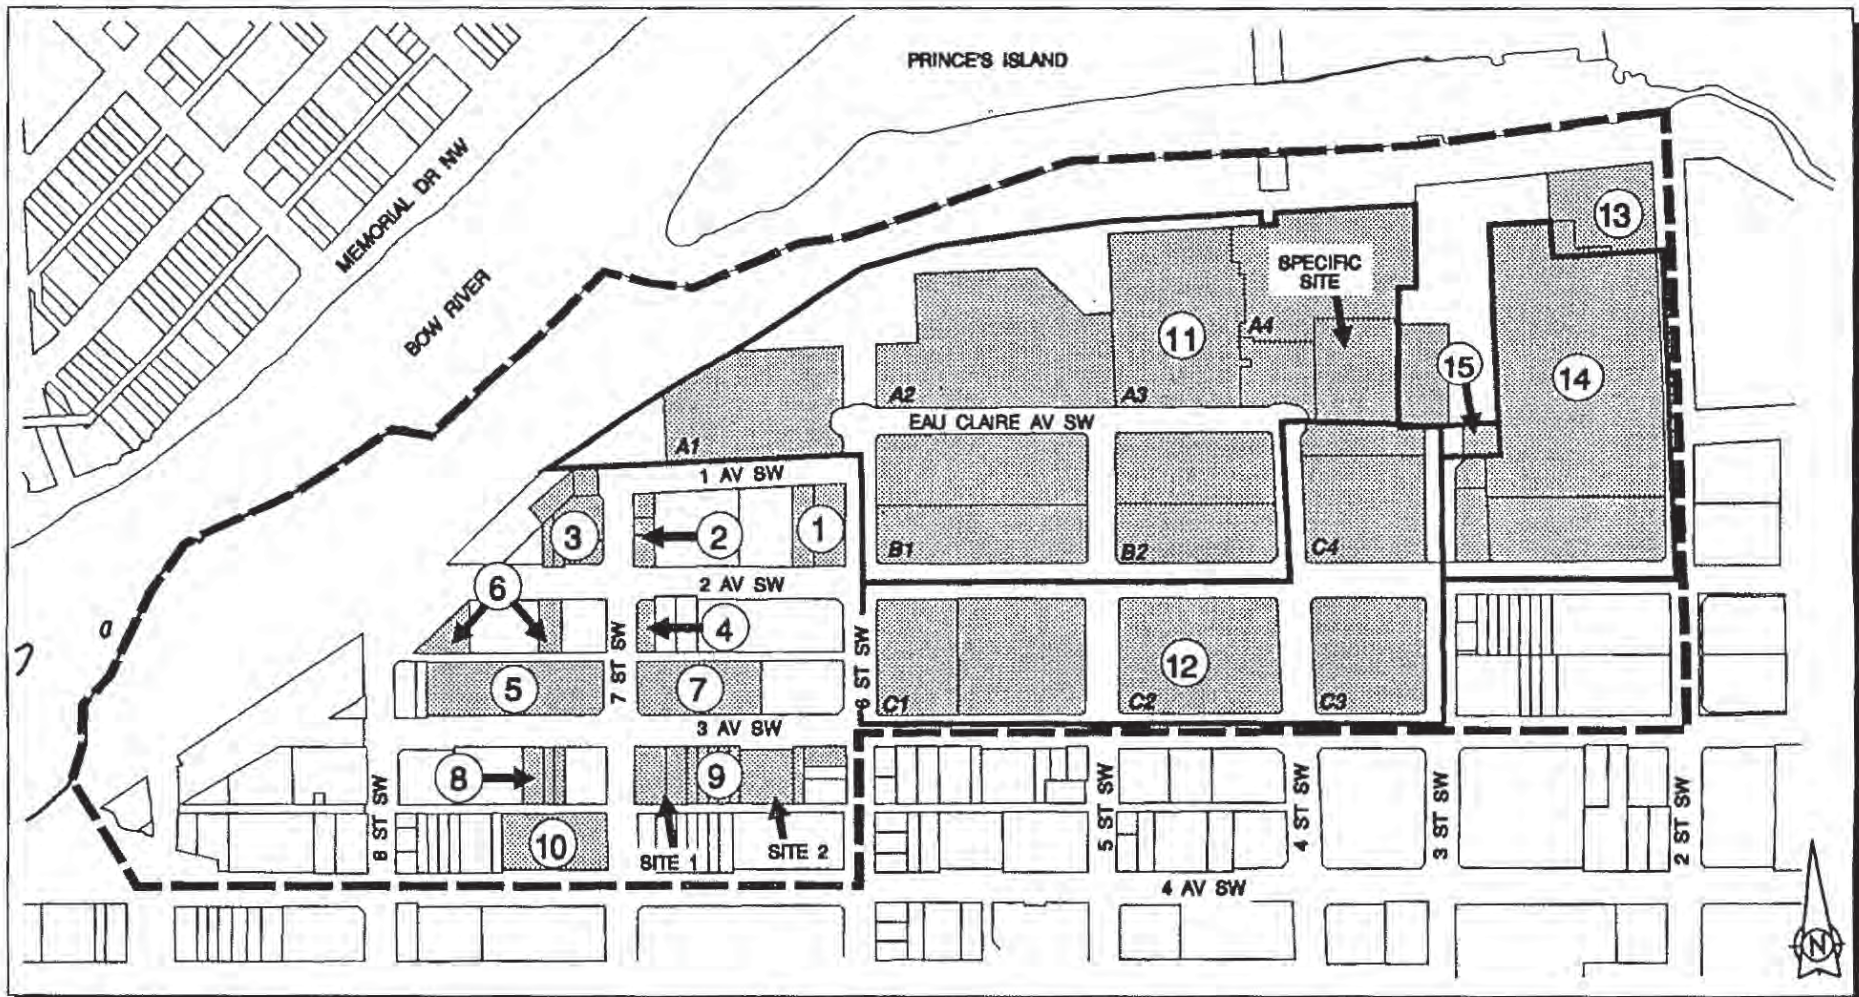 PRINCE'S ISLAND
MEMORIAL DR NW
BOW RIVER
13
SPECIFIC
SITE
11
A4
15
14
A2
A3
EAU CLAIRE AV SW
A1
1 AV SW
3
2
1
B1
B2
C4
6
2 AV SW
4
7 ST SW
6 ST SW
5
7
12
C1
C2
C3
3 AV SW
8
9
8 ST SW
5 ST SW
4 ST SW
3 ST SW
2 ST SW
10
SITE 1
SITE 2
4 AV SW
N